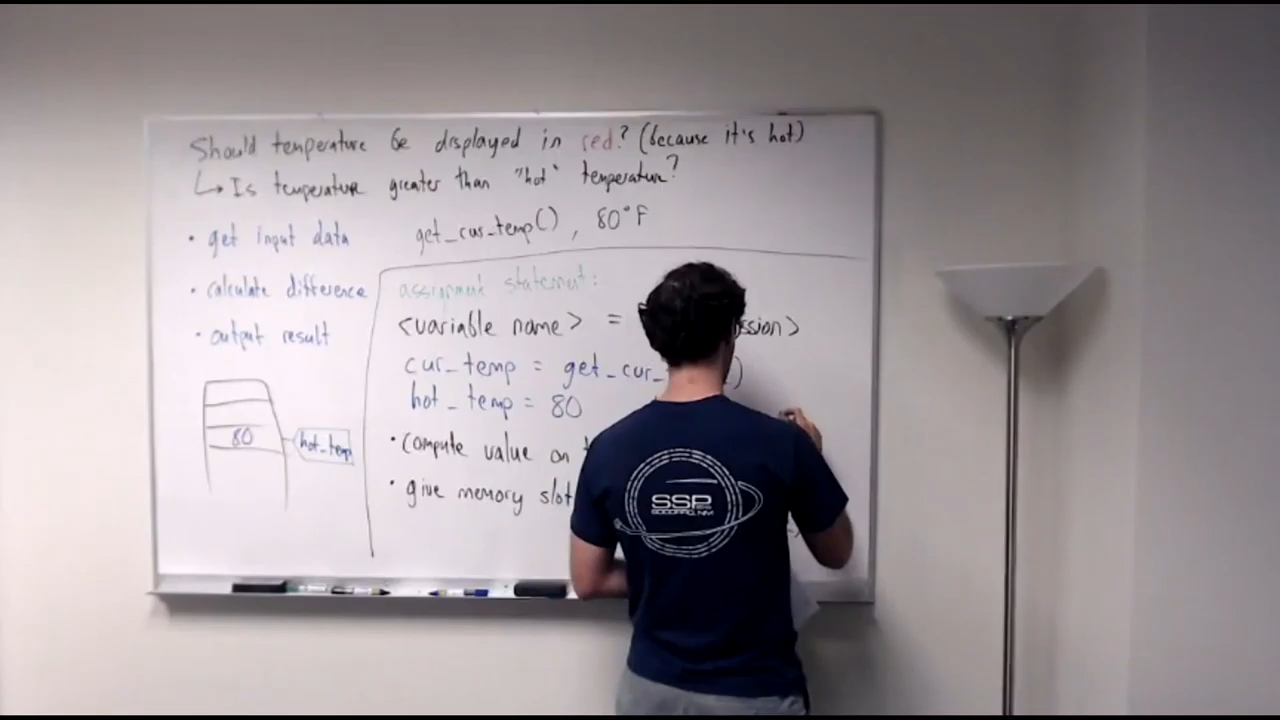 Should temperature be displayed in red? (because it's hot)
↳ Is temperature greater than "hot" temperature?
• get input data
get_cur_temp() , 80°F
• calculate difference
• output result
assignment statement:
<variable name> = ssion>
cur_temp = get_cur_ )
hot_temp = 80
• compute value on
• give memory slot
80
hot_temp
SSP
SOCORRO, NM